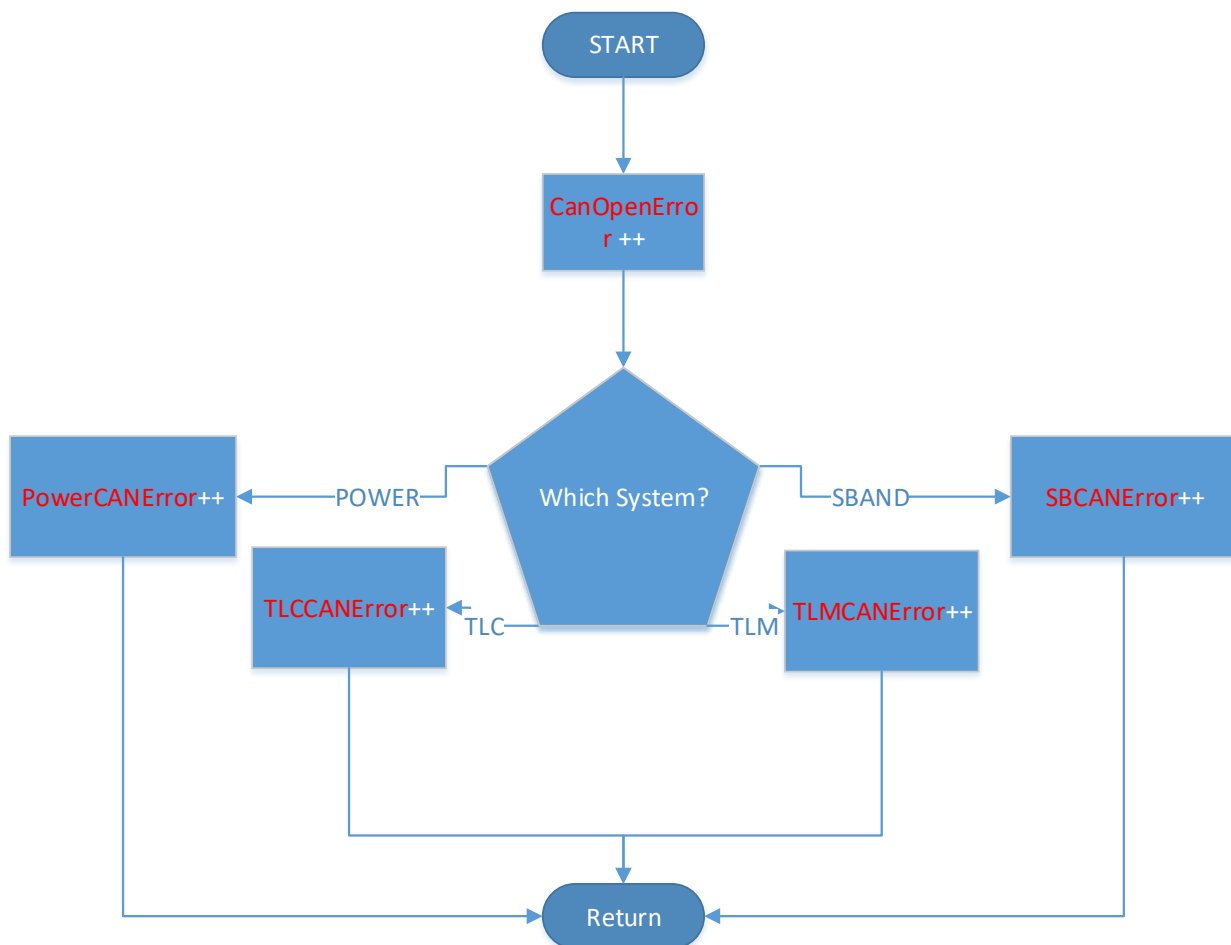 START
CanOpenErro
r ++
Which System?
POWER
SBAND
PowerCANError++
SBCANError++
TLCCANError++
TLC
TLM
TLMCANError++
Return